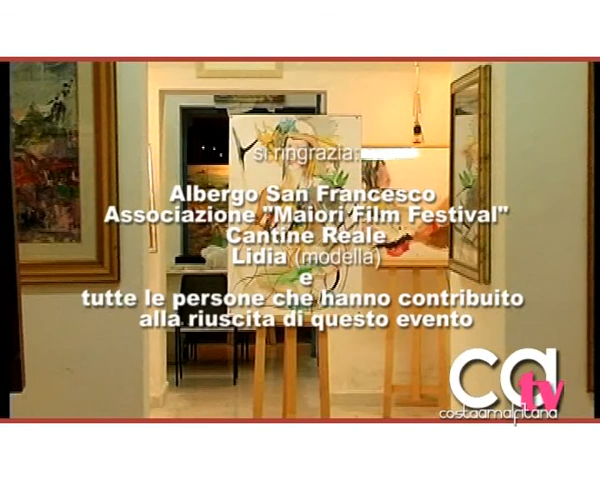 si ringrazia:
Albergo San Francesco
Associazione "Maiori Film Festival"
Cantine Reale
Lidia (modella)
e
tutte le persone che hanno contribuito
alla riuscita di questo evento
ca
tv
costaamalfitana